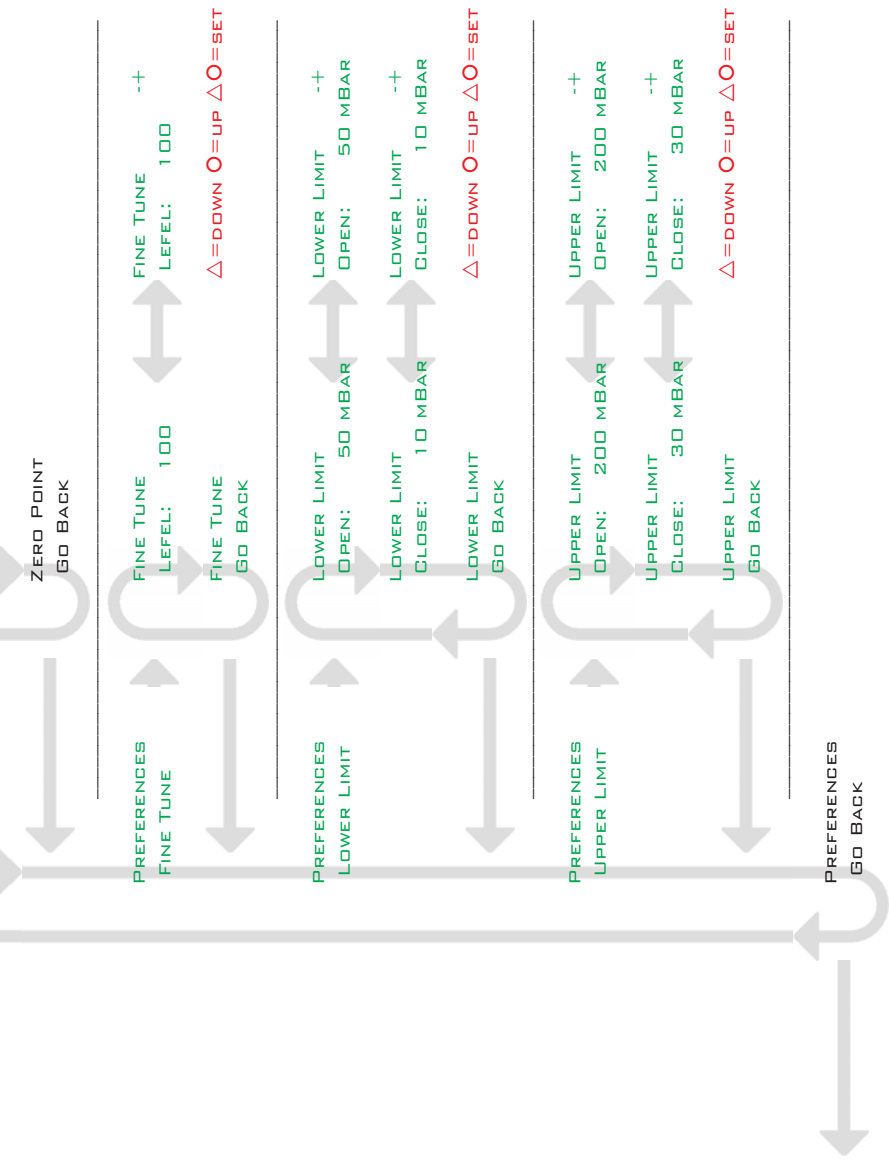 Zero Point
Go Back
Preferences
Fine Tune
Fine Tune
Lefel: 100
Fine Tune -+
Lefel: 100
Fine Tune
Go Back
△=down O=up △O=set
Preferences
Lower Limit
Lower Limit
Open: 50 mBar
Lower Limit -+
Open: 50 mBar
Lower Limit
Close: 10 mBar
Lower Limit -+
Close: 10 mBar
Lower Limit
Go Back
△=down O=up △O=set
Preferences
Upper Limit
Upper Limit
Open: 200 mBar
Upper Limit -+
Open: 200 mBar
Upper Limit
Close: 30 mBar
Upper Limit -+
Close: 30 mBar
Upper Limit
Go Back
△=down O=up △O=set
Preferences
Go Back